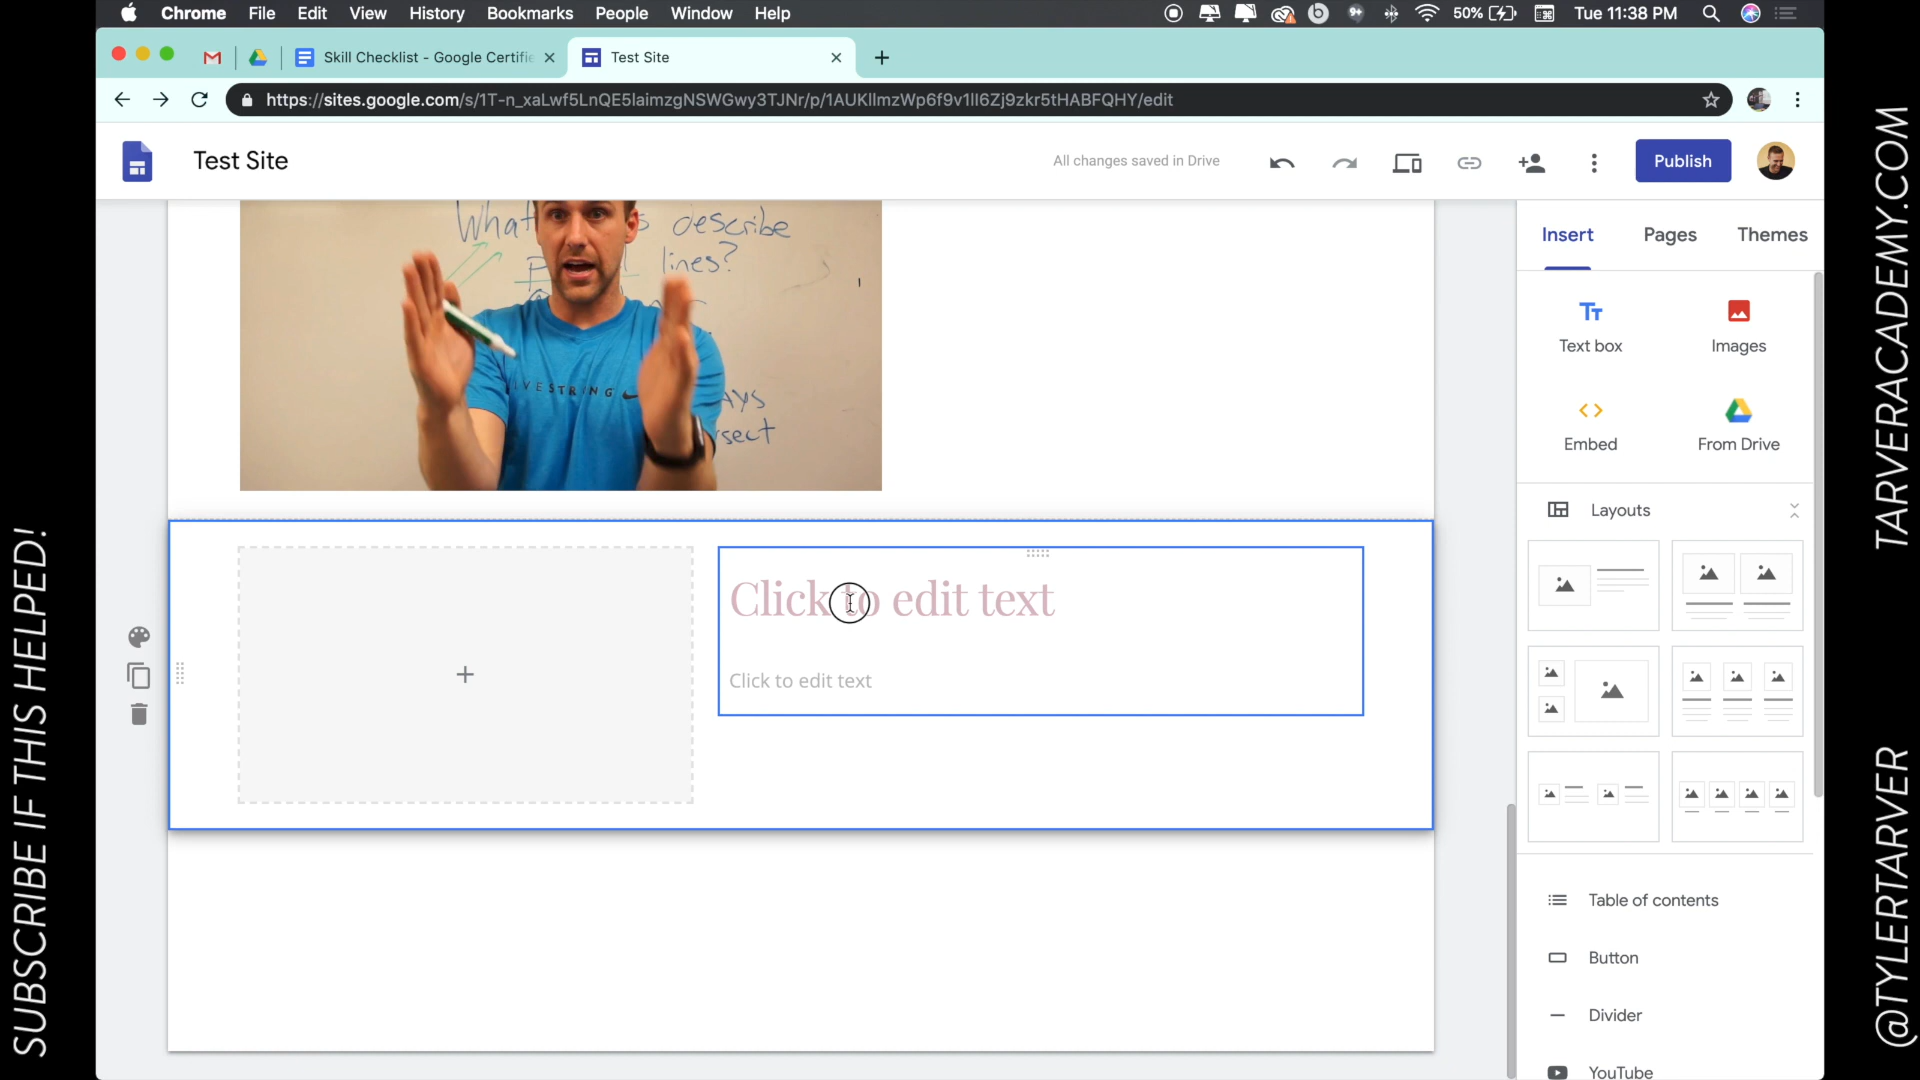 Chrome File Edit View History Bookmarks People Window Help
50% Tue 11:38 PM
Skill Checklist - Google Certifie
Test Site
https://sites.google.com/s/1T-n_xaLwf5LnQE5laimzgNSWGwy3TJNr/p/1AUKllmzWp6f9v1lI6Zj9zkr5tHABFQHY/edit
Test Site
All changes saved in Drive
Publish
Insert Pages Themes
What describe
lines?
Text box
Images
Embed
From Drive
LIVESTRONG
Layouts
Click to edit text
Click to edit text
Table of contents
Button
Divider
YouTube
SUBSCRIBE IF THIS HELPED!
TARVERACADEMY.COM
@TYLERTARVER